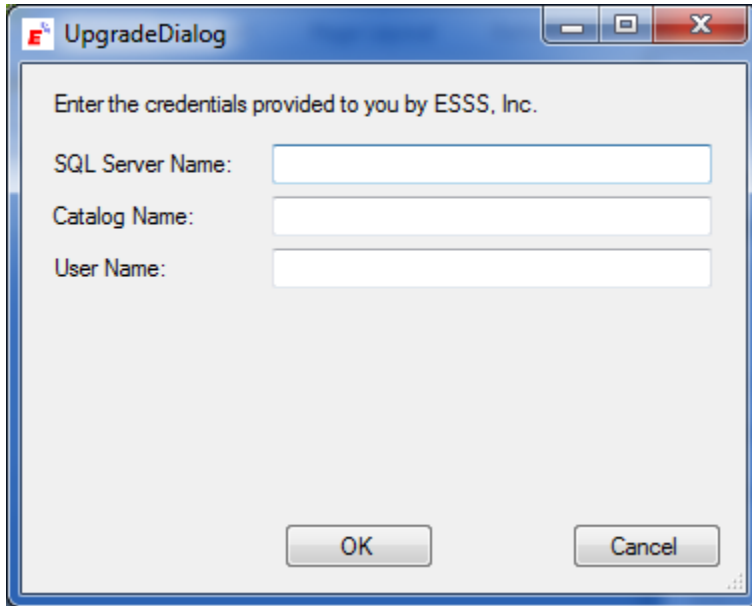 UpgradeDialog
Enter the credentials provided to you by ESSS, Inc.
SQL Server Name:
Catalog Name:
User Name:
OK Cancel